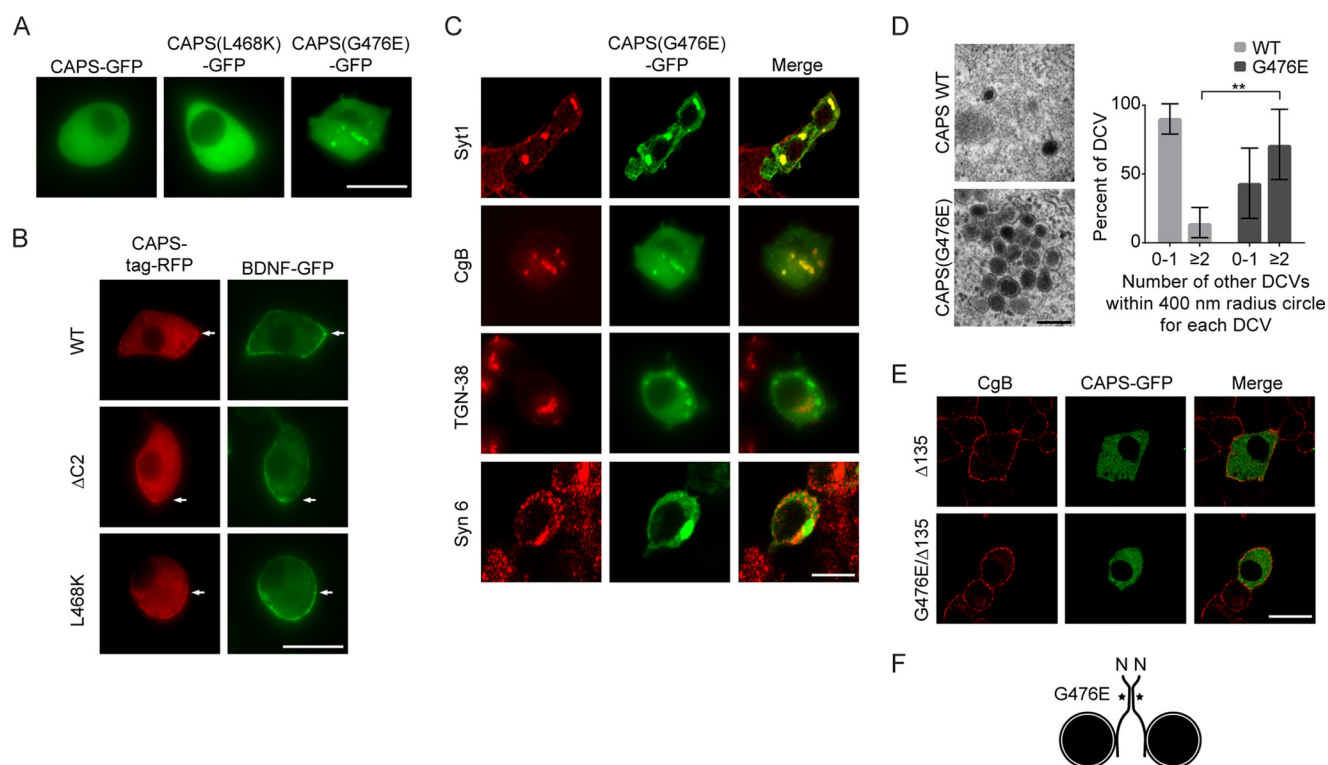 A
CAPS-GFP
CAPS(L468K)
-GFP
CAPS(G476E)
-GFP
B
CAPS-
tag-RFP
BDNF-GFP
WT
ΔC2
L468K
C
CAPS(G476E)
-GFP
Merge
Syt1
CgB
TGN-38
Syn 6
D
CAPS WT
CAPS(G476E)
WT
G476E
**
Percent of DCV
100
50
0
0-1 ≥2 0-1 ≥2
Number of other DCVs
within 400 nm radius circle
for each DCV
E
CgB
CAPS-GFP
Merge
Δ135
G476E/Δ135
F
N N
G476E